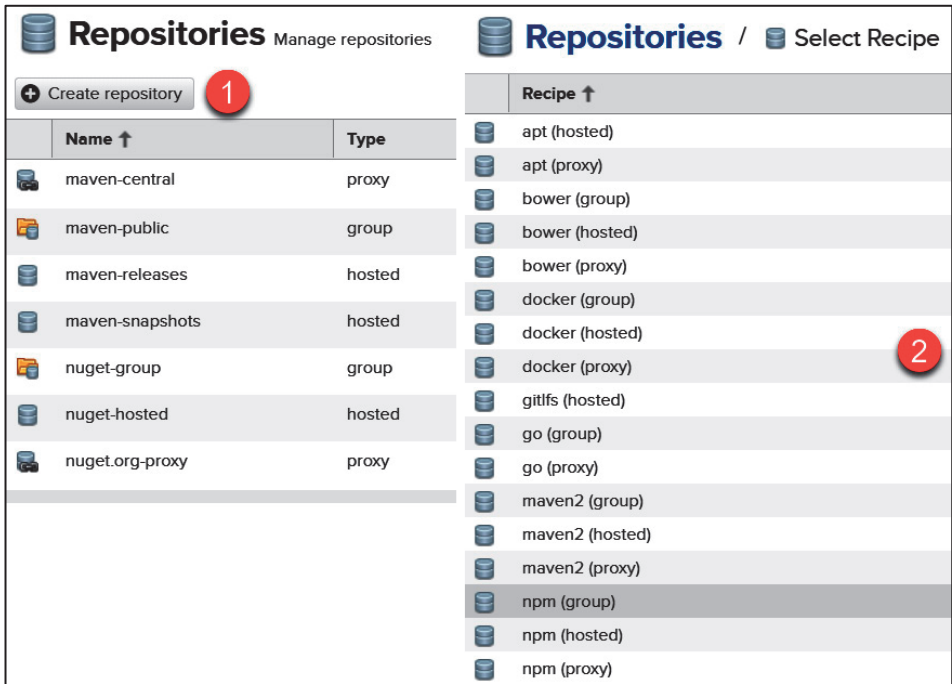 Repositories Manage repositories
Create repository 1
Name Type
maven-central proxy
maven-public group
maven-releases hosted
maven-snapshots hosted
nuget-group group
nuget-hosted hosted
nuget.org-proxy proxy
Repositories / Select Recipe
Recipe
apt (hosted)
apt (proxy)
bower (group)
bower (hosted)
bower (proxy)
docker (group)
docker (hosted)
2
docker (proxy)
gitlfs (hosted)
go (group)
go (proxy)
maven2 (group)
maven2 (hosted)
maven2 (proxy)
npm (group)
npm (hosted)
npm (proxy)